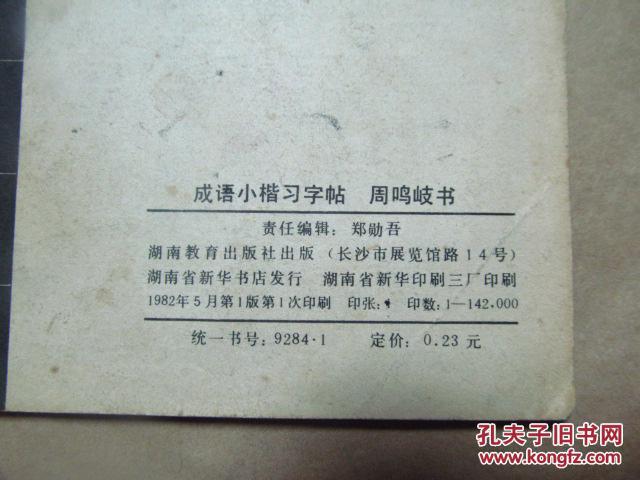 成语小楷习字帖 周鸣岐书
责任编辑：郑勋吾
湖南教育出版社出版（长沙市展览馆路14号）
湖南省新华书店发行 湖南省新华印刷三厂印刷
1982年5月第1版第1次印刷 印张： 印数：1—142,000
统一书号：9284·1 定价：0.23元
孔夫子旧书网
KONGFZ.COM